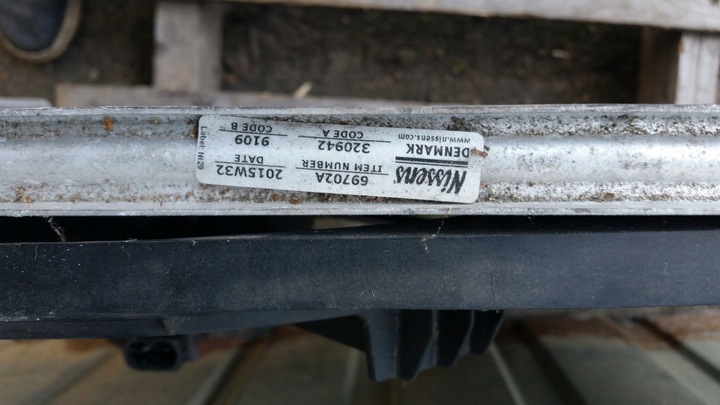 Nissens
DENMARK
www.nissens.com
69702A
ITEM NUMBER
320942
CODE A
2015W32
DATE
9109
CODE B